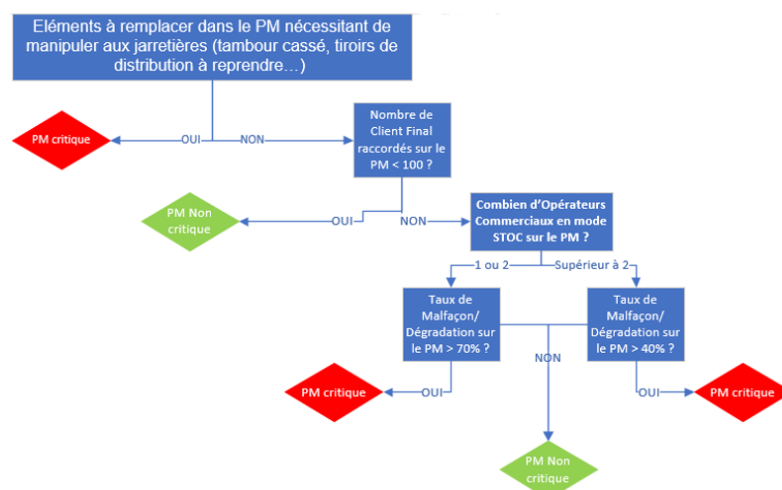 Eléments à remplacer dans le PM nécessitant de
manipuler aux jarretières (tambour cassé, tiroirs de
distribution à reprendre…)
PM critique
OUI
NON
Nombre de
Client Final
raccordés sur le
PM < 100 ?
PM Non
critique
OUI
NON
Combien d'Opérateurs
Commerciaux en mode
STOC sur le PM ?
1 ou 2
Supérieur à 2
Taux de
Malfaçon/
Dégradation sur
le PM > 70% ?
Taux de
Malfaçon/
Dégradation sur
le PM > 40% ?
NON
PM critique
OUI
OUI
PM critique
PM Non
critique